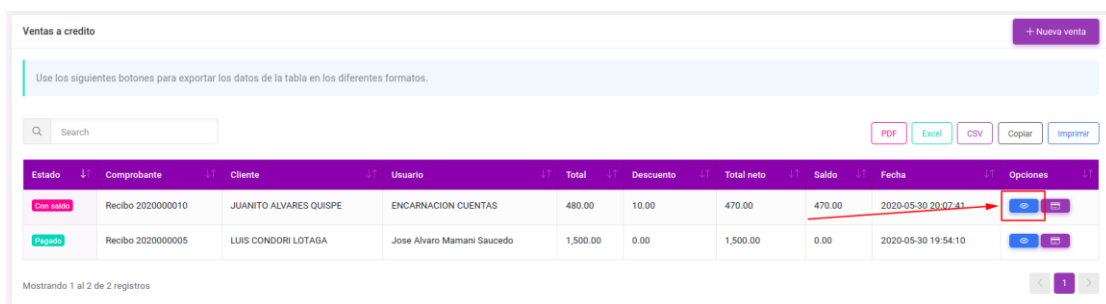 Ventas a credito
+ Nueva venta
Use los siguientes botones para exportar los datos de la tabla en los diferentes formatos.
Search
PDF Excel CSV Copiar Imprimir
Estado Comprobante Cliente Usuario Total Descuento Total neto Saldo Fecha Opciones
Con saldo Recibo 2020000010 JUANITO ALVARES QUISPE ENCARNACION CUENTAS 480.00 10.00 470.00 470.00 2020-05-30 20:07:41
Pagado Recibo 2020000005 LUIS CONDORI LOTAGA Jose Alvaro Mamani Saucedo 1,500.00 0.00 1,500.00 0.00 2020-05-30 19:54:10
Mostrando 1 al 2 de 2 registros
< 1 >